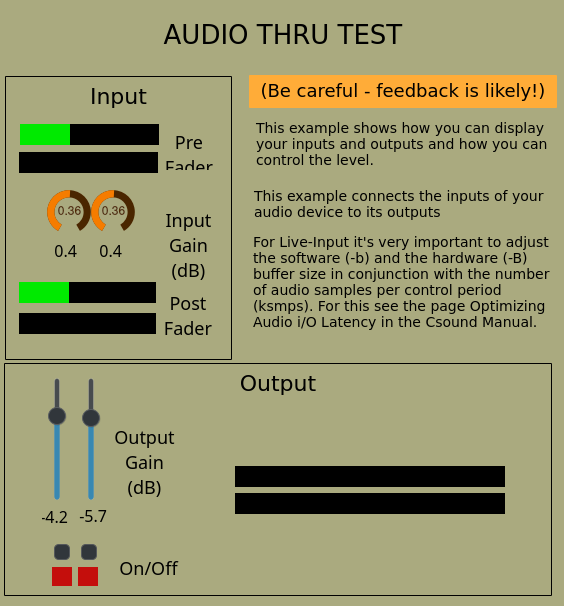 AUDIO THRU TEST
Input
(Be careful - feedback is likely!)
Pre
Fader
This example shows how you can display
your inputs and outputs and how you can
control the level.
This example connects the inputs of your
audio device to its outputs
0.36
0.36
0.4
0.4
Input
Gain
(dB)
For Live-Input it's very important to adjust
the software (-b) and the hardware (-B)
buffer size in conjunction with the number
of audio samples per control period
(ksmps). For this see the page Optimizing
Audio i/O Latency in the Csound Manual.
Post
Fader
Output
Output
Gain
(dB)
-4.2
-5.7
On/Off